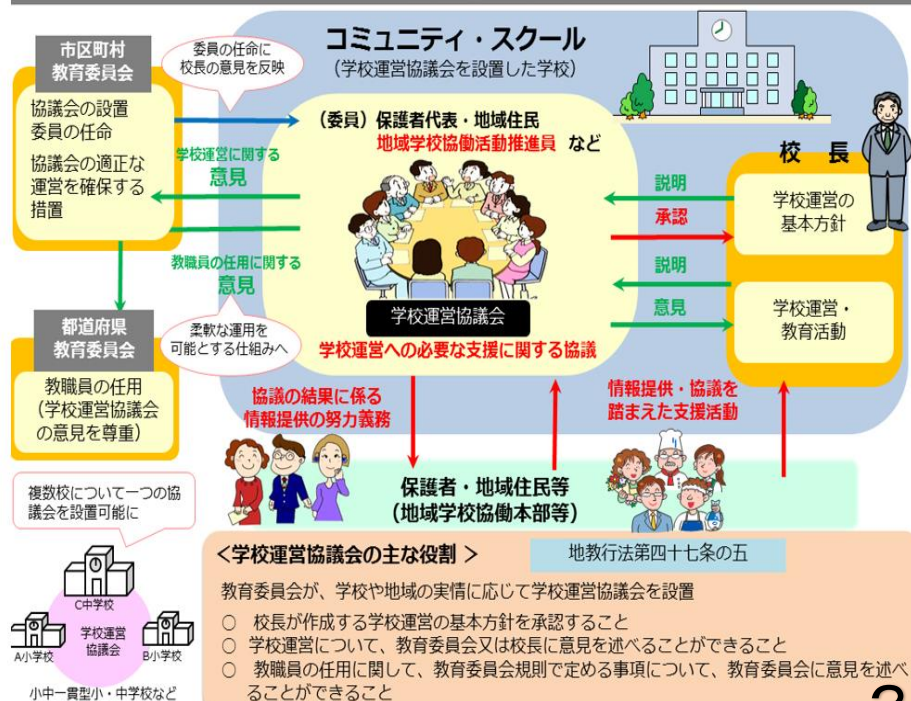 市区町村
教育委員会
協議会の設置
委員の任命
協議会の適正な
運営を確保する
措置
委員の任命に
校長の意見を反映
コミュニティ・スクール
(学校運営協議会を設置した学校)
(委員)保護者代表・地域住民
地域学校協働活動推進員 など
学校運営に関する
意見
教職員の任用に関する
意見
柔軟な運用を
可能とする仕組みへ
学校運営協議会
学校運営への必要な支援に関する協議
校 長
説明
承認
学校運営の
基本方針
説明
意見
学校運営・
教育活動
都道府県
教育委員会
教職員の任用
(学校運営協議会
の意見を尊重)
協議の結果に係る
情報提供の努力義務
情報提供・協議を
踏まえた支援活動
保護者・地域住民等
(地域学校協働本部等)
複数校について一つの協
議会を設置可能に
C中学校
学校運営
協議会
A小学校
B小学校
小中一貫型小・中学校など
<学校運営協議会の主な役割 >
地教行法第四十七条の五
教育委員会が、学校や地域の実情に応じて学校運営協議会を設置
○ 校長が作成する学校運営の基本方針を承認すること
○ 学校運営について、教育委員会又は校長に意見を述べることができること
○ 教職員の任用に関して、教育委員会規則で定める事項について、教育委員会に意見を述べ
ることができること